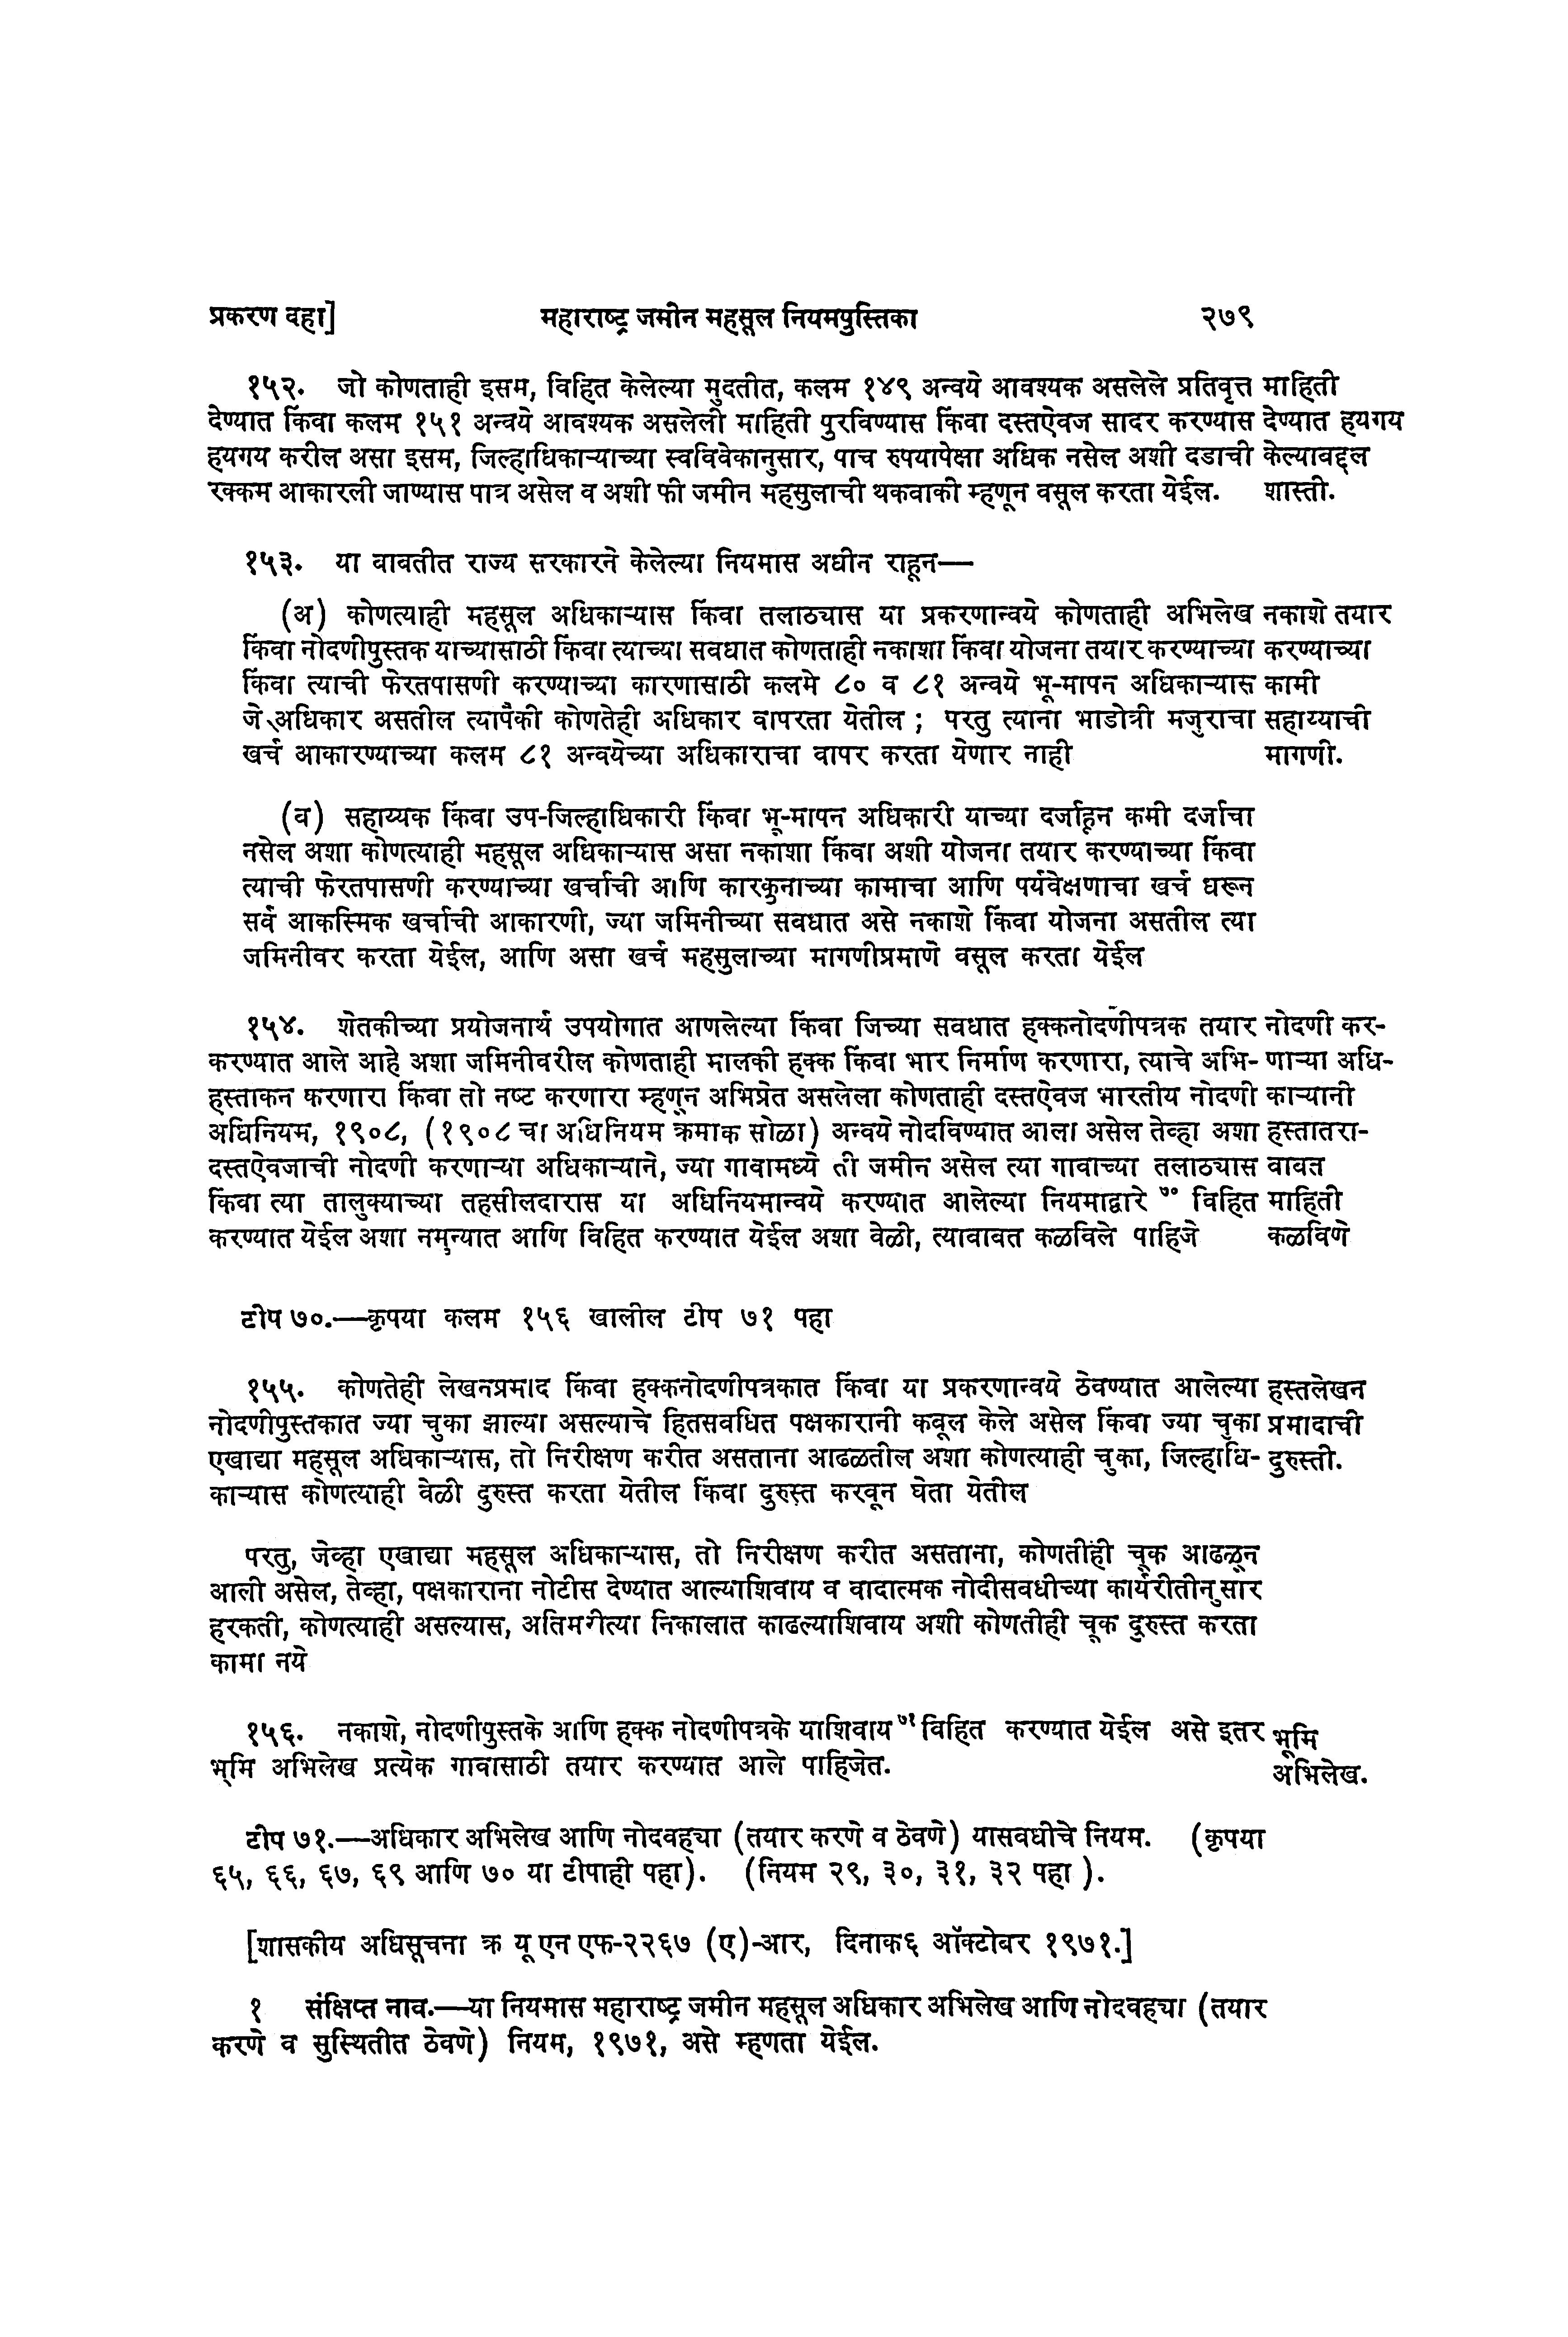 प्रकरण दहा] महाराष्ट्र जमीन महसूल नियमपुस्तिका २७९
१५२. जो कोणताही इसम, विहित केलेल्या मुदतीत, कलम १४९ अन्वये आवश्यक असलेले प्रतिवृत्त माहिती
देण्यात किंवा कलम १५१ अन्वये आवश्यक असलेली माहिती पुरविण्यास किंवा दस्तऐवज सादर करण्यास देण्यात हयगय
हयगय करील असा इसम, जिल्हाधिकाऱ्याच्या स्वविवेकानुसार, पाच रुपयापेक्षा अधिक नसेल अशी दडाची केल्याबद्दल
रक्कम आकारली जाण्यास पात्र असेल व अशी फी जमीन महसुलाची थकबाकी म्हणून वसूल करता येईल. शास्ती.
१५३. या बाबतीत राज्य सरकारने केलेल्या नियमास अधीन राहून—
(अ) कोणत्याही महसूल अधिकाऱ्यास किंवा तलाठ्यास या प्रकरणान्वये कोणताही अभिलेख नकाशे तयार
किंवा नोदणीपुस्तक याच्यासाठी किंवा त्याच्या सबधात कोणताही नकाशा किंवा योजना तयार करण्याच्या करण्याच्या
किंवा त्याची फेरतपासणी करण्याच्या कारणासाठी कलमे ८० व ८१ अन्वये भू-मापन अधिकाऱ्यास कामी
जे अधिकार असतील त्यापैकी कोणतेही अधिकार वापरता येतील ; परतु त्याना भाडोत्री मजुराचा सहाय्याची
खर्च आकारण्याच्या कलम ८१ अन्वयेच्या अधिकाराचा वापर करता येणार नाही मागणी.
(ब) सहाय्यक किंवा उप-जिल्हाधिकारी किंवा भू-मापन अधिकारी याच्या दर्जाहून कमी दर्जाचा
नसेल अशा कोणत्याही महसूल अधिकाऱ्यास असा नकाशा किंवा अशी योजना तयार करण्याच्या किंवा
त्याची फेरतपासणी करण्याच्या खर्चाची आणि कारकुनाच्या कामाचा आणि पर्यवेक्षणाचा खर्च धरून
सर्व आकस्मिक खर्चाची आकारणी, ज्या जमिनीच्या सबधात असे नकाशे किंवा योजना असतील त्या
जमिनीवर करता येईल, आणि असा खर्च महसुलाच्या मागणीप्रमाणे वसूल करता येईल
१५४. शेतकीच्या प्रयोजनार्थ उपयोगात आणलेल्या किंवा जिच्या सबधात हक्कनोदणीपत्रक तयार नोदणी कर-
करण्यात आले आहे अशा जमिनीवरील कोणताही मालकी हक्क किंवा भार निर्माण करणारा, त्याचे अभि- णाऱ्या अधि-
हस्ताकन करणारा किंवा तो नष्ट करणारा म्हणून अभिप्रेत असलेला कोणताही दस्तऐवज भारतीय नोदणी काऱ्यानी
अधिनियम, १९०८, (१९०८ चा अधिनियम क्रमाक सोळा) अन्वये नोदविण्यात आला असेल तेव्हा अशा हस्तातरा-
दस्तऐवजाची नोदणी करणाऱ्या अधिकाऱ्याने, ज्या गावामध्ये ती जमीन असेल त्या गावाच्या तलाठ्यास बाबत
किंवा त्या तालुक्याच्या तहसीलदारास या अधिनियमान्वये करण्यात आलेल्या नियमाद्वारे ७० विहित माहिती
करण्यात येईल अशा नमुन्यात आणि विहित करण्यात येईल अशा वेळी, त्याबाबत कळविले पाहिजे कळविणे
टीप ७०.—कृपया कलम १५६ खालील टीप ७१ पहा
१५५. कोणतेही लेखनप्रमाद किंवा हक्कनोदणीपत्रकात किंवा या प्रकरणान्वये ठेवण्यात आलेल्या हस्तलेखन
नोदणीपुस्तकात ज्या चुका झाल्या असल्याचे हितसबधित पक्षकारानी कबूल केले असेल किंवा ज्या चुका प्रमादाची
एखाद्या महसूल अधिकाऱ्यास, तो निरीक्षण करीत असताना आढळतील अशा कोणत्याही चुका, जिल्हाधि- दुरुस्ती.
काऱ्यास कोणत्याही वेळी दुरुस्त करता येतील किंवा दुरुस्त करवून घेता येतील
परतु, जेव्हा एखाद्या महसूल अधिकाऱ्यास, तो निरीक्षण करीत असताना, कोणतीही चूक आढळून
आली असेल, तेव्हा, पक्षकाराना नोटीस देण्यात आल्याशिवाय व वादात्मक नोदीसबधीच्या कार्यरीतीनुसार
हरकती, कोणत्याही असल्यास, अतिमरीत्या निकालात काढल्याशिवाय अशी कोणतीही चूक दुरुस्त करता
कामा नये
१५६. नकाशे, नोदणीपुस्तके आणि हक्क नोदणीपत्रके याशिवाय ७१ विहित करण्यात येईल असे इतर भूमि
भूमि अभिलेख प्रत्येक गावासाठी तयार करण्यात आले पाहिजेत. अभिलेख.
टीप ७१.—अधिकार अभिलेख आणि नोदवहया (तयार करणे व ठेवणे) यासबधीचे नियम. (कृपया
६५, ६६, ६७, ६९ आणि ७० या टीपाही पहा). (नियम २९, ३०, ३१, ३२ पहा ).
[शासकीय अधिसूचना क्र यू एन एफ-२२६७ (ए)-आर, दिनाक६ ऑक्टोबर १९७१.]
१ संक्षिप्त नाव.—या नियमास महाराष्ट्र जमीन महसूल अधिकार अभिलेख आणि नोदवहया (तयार
करणे व सुस्थितीत ठेवणे) नियम, १९७१, असे म्हणता येईल.